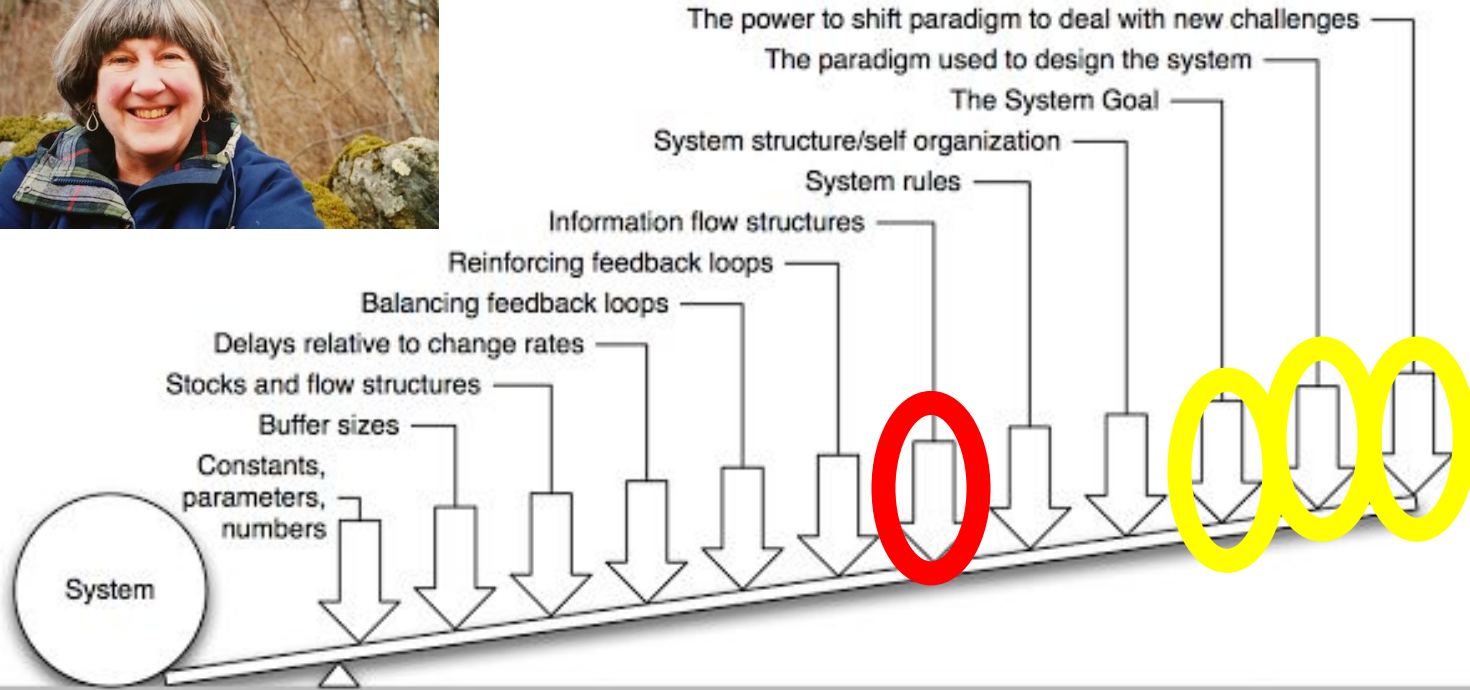 The power to shift paradigm to deal with new challenges
The paradigm used to design the system
The System Goal
System structure/self organization
System rules
Information flow structures
Reinforcing feedback loops
Balancing feedback loops
Delays relative to change rates
Stocks and flow structures
Buffer sizes
Constants,
parameters,
numbers
System